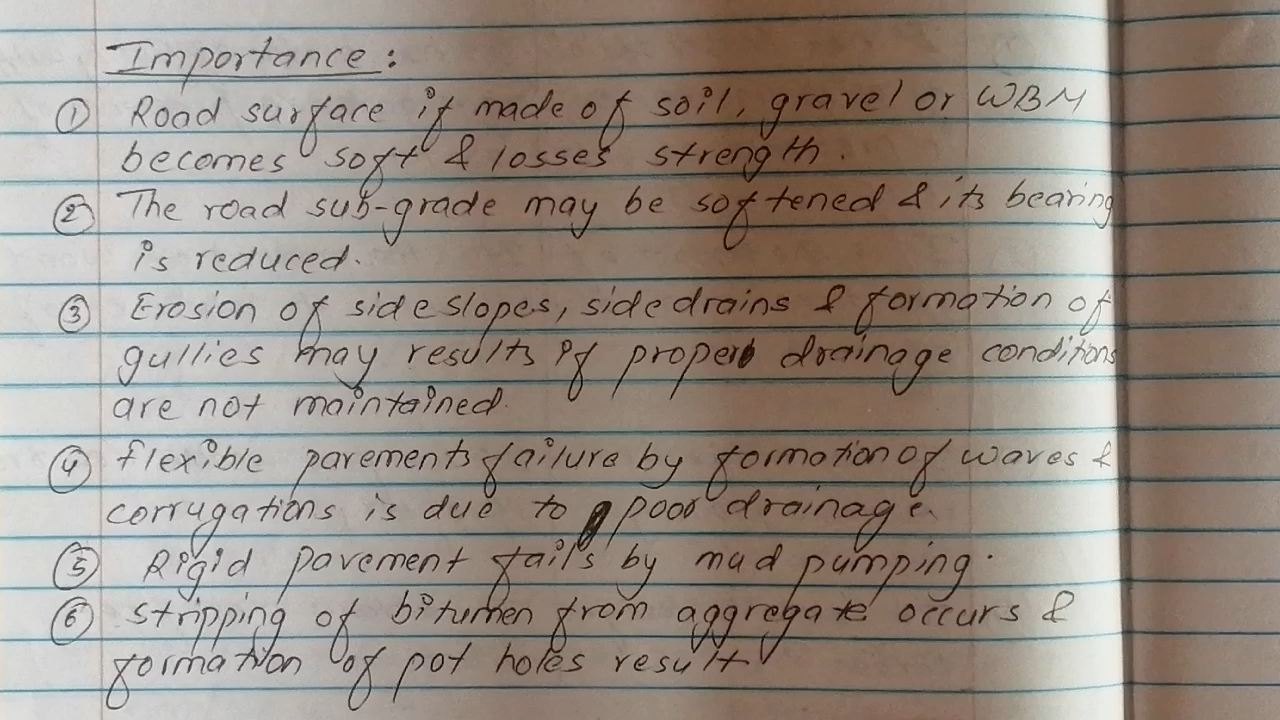 Importance :
① Road surface if made of soil, gravel or WBM
becomes soft & losses strength.
② The road sub-grade may be softened & its bearing
is reduced.
③ Erosion of side slopes, side drains & formation of
gullies may results if proper drainage conditions
are not maintained.
④ flexible pavements failure by formation of waves &
corrugations is due to poor drainage.
⑤ Rigid pavement fails by mud pumping.
⑥ stripping of bitumen from aggregate occurs &
formation of pot holes result